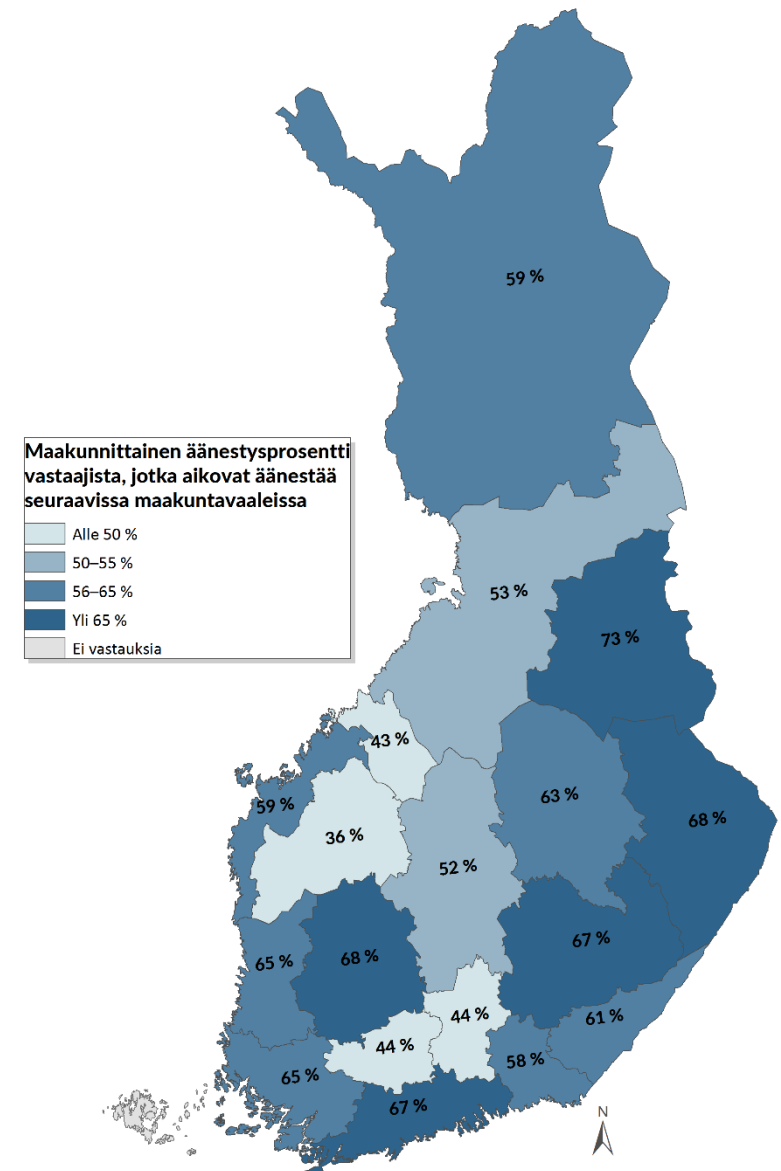 59 %
Maakunnittainen äänestysprosentti
vastaajista, jotka aikovat äänestää
seuraavissa maakuntavaaleissa
Alle 50 %
50–55 %
56–65 %
Yli 65 %
Ei vastauksia
53 %
73 %
43 %
59 %
63 %
36 %
68 %
52 %
65 %
68 %
67 %
44 %
61 %
44 %
58 %
65 %
67 %
N